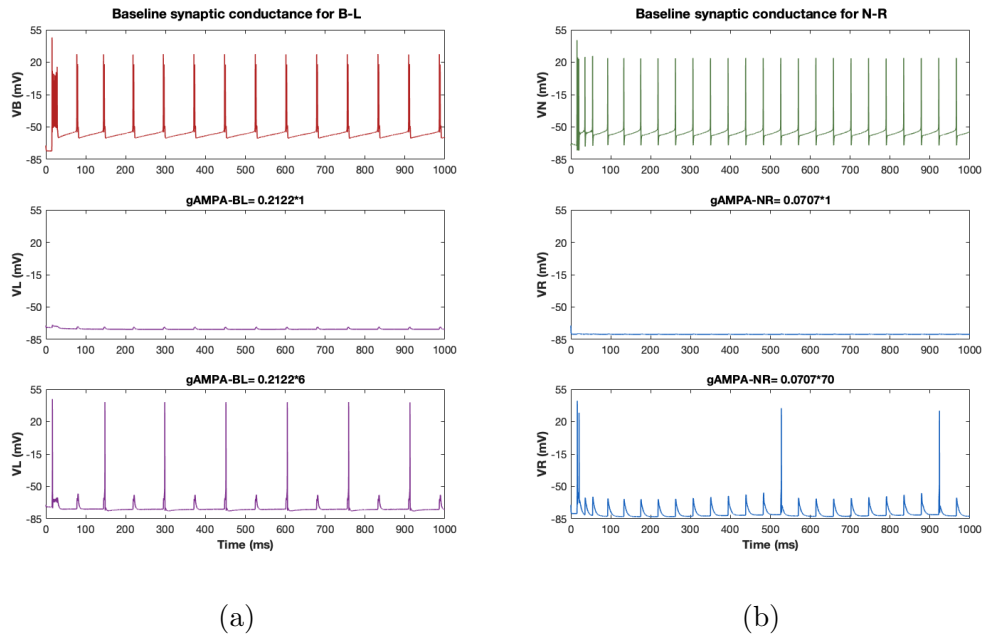 Baseline synaptic conductance for B-L
55
20
-15
-50
-85
VB (mV)
0 100 200 300 400 500 600 700 800 900 1000
gAMPA-BL= 0.2122*1
55
20
-15
-50
-85
VL (mV)
0 100 200 300 400 500 600 700 800 900 1000
gAMPA-BL= 0.2122*6
55
20
-15
-50
-85
VL (mV)
0 100 200 300 400 500 600 700 800 900 1000
Time (ms)
(a)
Baseline synaptic conductance for N-R
55
20
-15
-50
-85
VN (mV)
0 100 200 300 400 500 600 700 800 900 1000
gAMPA-NR= 0.0707*1
55
20
-15
-50
-85
VR (mV)
0 100 200 300 400 500 600 700 800 900 1000
gAMPA-NR= 0.0707*70
55
20
-15
-50
-85
VR (mV)
0 100 200 300 400 500 600 700 800 900 1000
Time (ms)
(b)